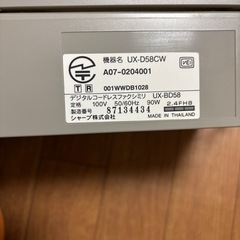 機器名 UX-D58CW
A07-0204001
T R 001WWDB1028
デジタルコードレスファクシミリ UX-BD58
定格 100V 50/60Hz 90W 2.4FH8
製造番号 87134434
シャープ株式会社 MADE IN THAILAND